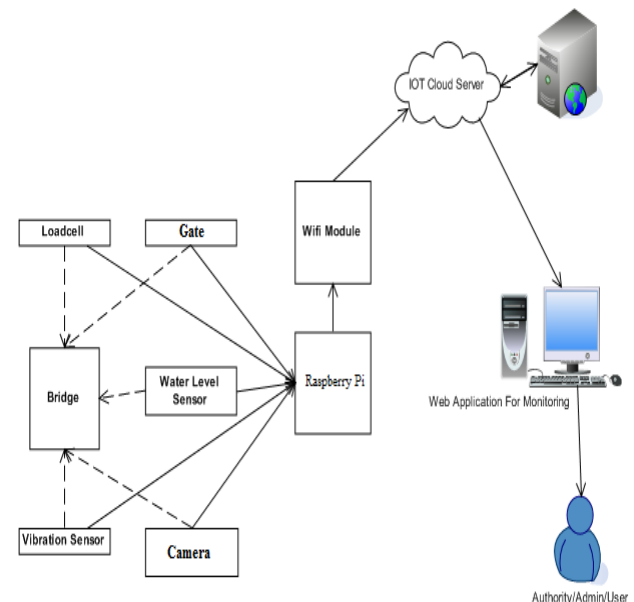 IOT Cloud Server
Wifi Module
Loadcell
Gate
Bridge
Water Level
Sensor
Raspberry Pi
Web Application For Monitoring
Vibration Sensor
Camera
Authority/Admin/User